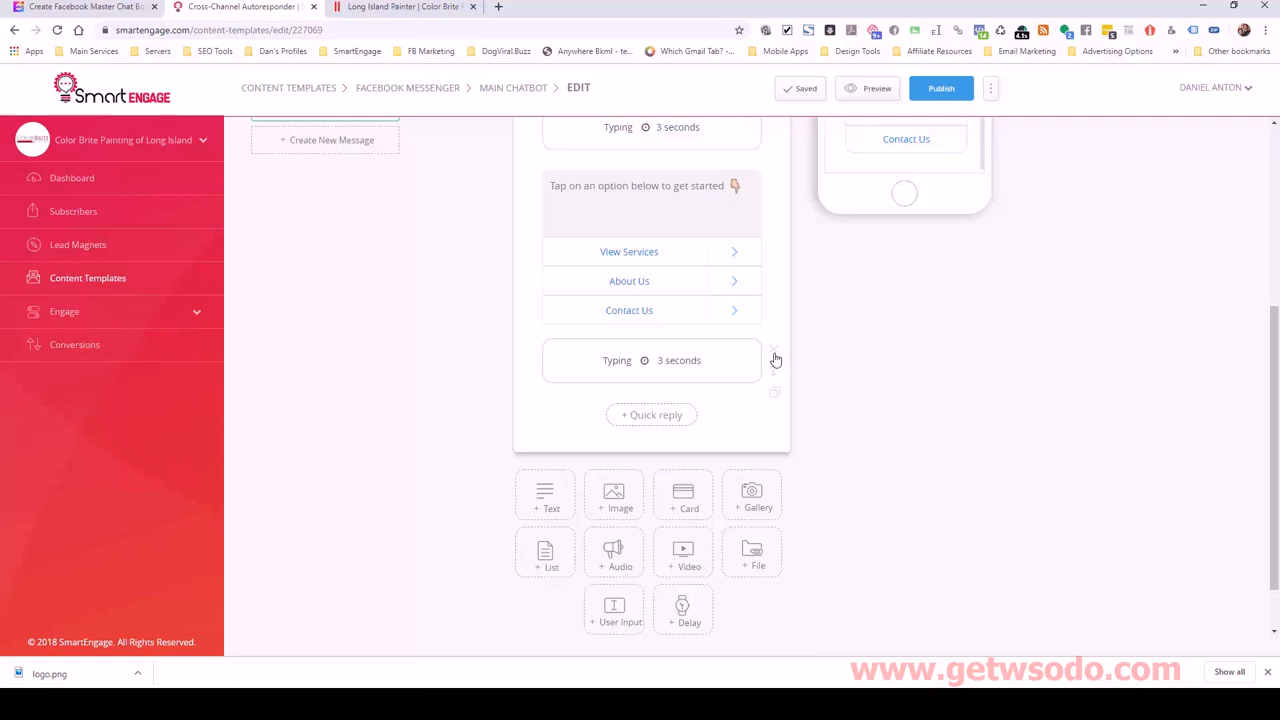 Create Facebook Master Chat Bo
Cross-Channel Autoresponder | S
Long Island Painter | Color Brite
smartengage.com/content-templates/edit/227069
Apps
Main Services
Servers
SEO Tools
Dan's Profiles
SmartEngage
FB Marketing
DogViral.Buzz
Anywhere Bkml - te...
Which Gmail Tab? -...
Mobile Apps
Design Tools
Affiliate Resources
Email Marketing
Advertising Options
Other bookmarks
Smart ENGAGE
CONTENT TEMPLATES > FACEBOOK MESSENGER > MAIN CHATBOT > EDIT
Saved
Preview
Publish
DANIEL ANTON
Color Brite Painting of Long Island
Dashboard
Subscribers
Lead Magnets
Content Templates
Engage
Conversions
© 2018 SmartEngage. All Rights Reserved.
+ Create New Message
Typing 3 seconds
Tap on an option below to get started
VIew Services
About Us
Contact Us
Typing 3 seconds
+ Quick reply
+ Text
+ Image
+ Card
+ Gallery
+ List
+ Audio
+ Video
+ File
+ User Input
+ Delay
Contact Us
logo.png
www.getwsodo.com
Show all